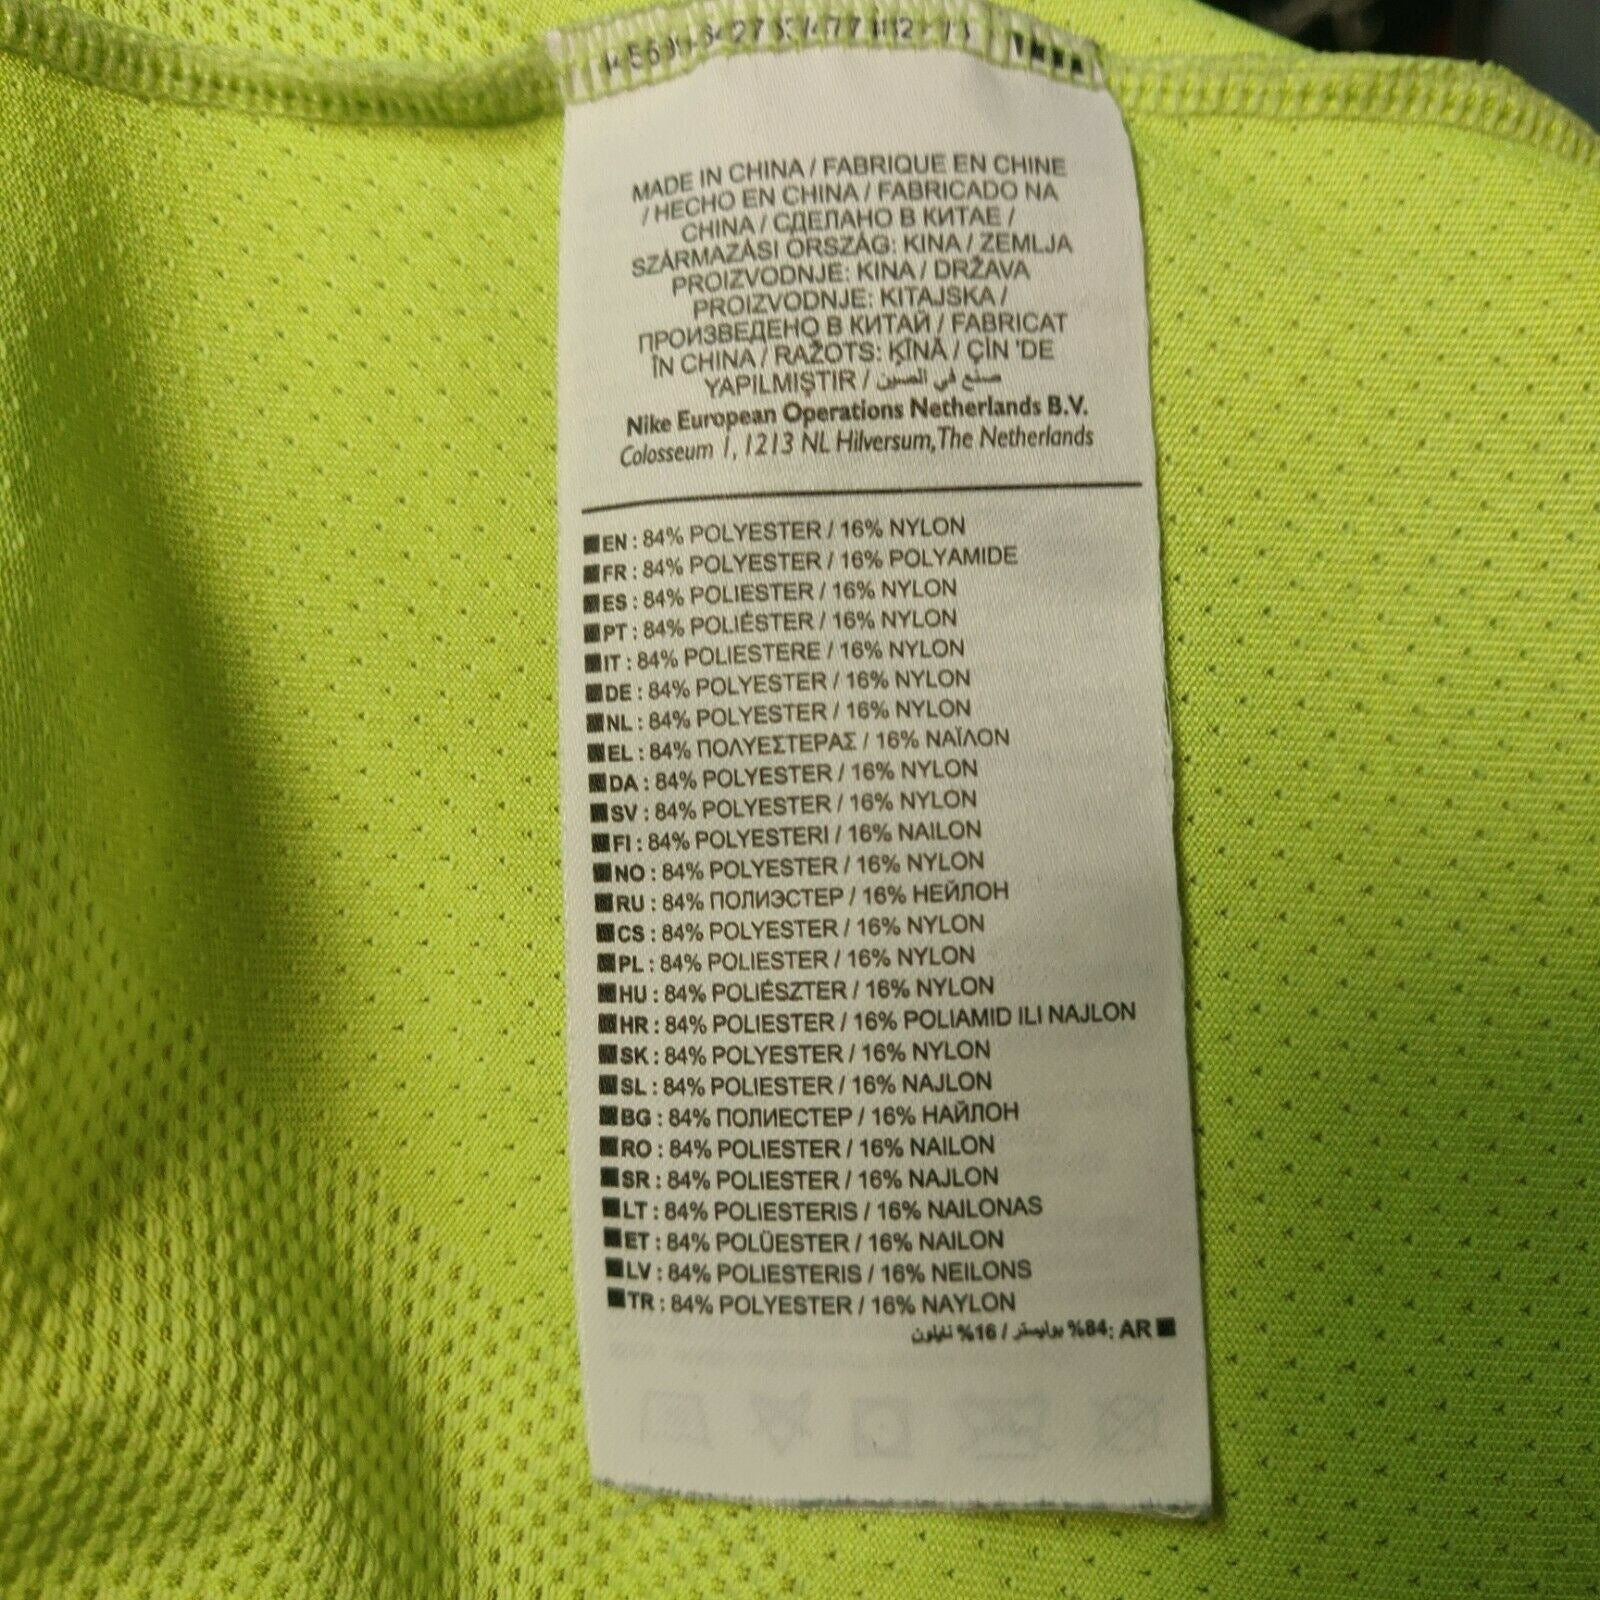 MADE IN CHINA / FABRIQUE EN CHINE
/ HECHO EN CHINA / FABRICADO NA
CHINA / СДЕЛАНО В КИТАЕ /
SZÁRMAZÁSI ORSZÁG: KINA / ZEMLJA
PROIZVODNJE: KINA / DRŽAVA
PROIZVODNJE: KITAJSKA /
ПРОИЗВЕДЕНО В КИТАЙ / FABRICAT
ÎN CHINA / RAŽOTS: ĶĪNĀ / ÇİN 'DE
YAPILMIŞTIR / صنع في الصين
Nike European Operations Netherlands B.V.
Colosseum 1, 1213 NL Hilversum, The Netherlands
EN : 84% POLYESTER / 16% NYLON
FR : 84% POLYESTER / 16% POLYAMIDE
ES : 84% POLIESTER / 16% NYLON
PT : 84% POLIÉSTER / 16% NYLON
IT : 84% POLIESTERE / 16% NYLON
DE : 84% POLYESTER / 16% NYLON
NL : 84% POLYESTER / 16% NYLON
EL : 84% ΠΟΛΥΕΣΤΕΡΑΣ / 16% ΝΑΪΛΟΝ
DA : 84% POLYESTER / 16% NYLON
SV : 84% POLYESTER / 16% NYLON
FI : 84% POLYESTERI / 16% NAILON
NO : 84% POLYESTER / 16% NYLON
RU : 84% ПОЛИЭСТЕР / 16% НЕЙЛОН
CS : 84% POLYESTER / 16% NYLON
PL : 84% POLIESTER / 16% NYLON
HU : 84% POLIÉSZTER / 16% NYLON
HR : 84% POLIESTER / 16% POLIAMID ILI NAJLON
SK : 84% POLYESTER / 16% NYLON
SL : 84% POLIESTER / 16% NAJLON
BG : 84% ПОЛИЕСТЕР / 16% НАЙЛОН
RO : 84% POLIESTER / 16% NAILON
SR : 84% POLIESTER / 16% NAJLON
LT : 84% POLIESTERIS / 16% NAILONAS
ET : 84% POLÜESTER / 16% NAILON
LV : 84% POLIESTERIS / 16% NEILONS
TR : 84% POLYESTER / 16% NAYLON
AR :84% بوليستر / 16% نايلون